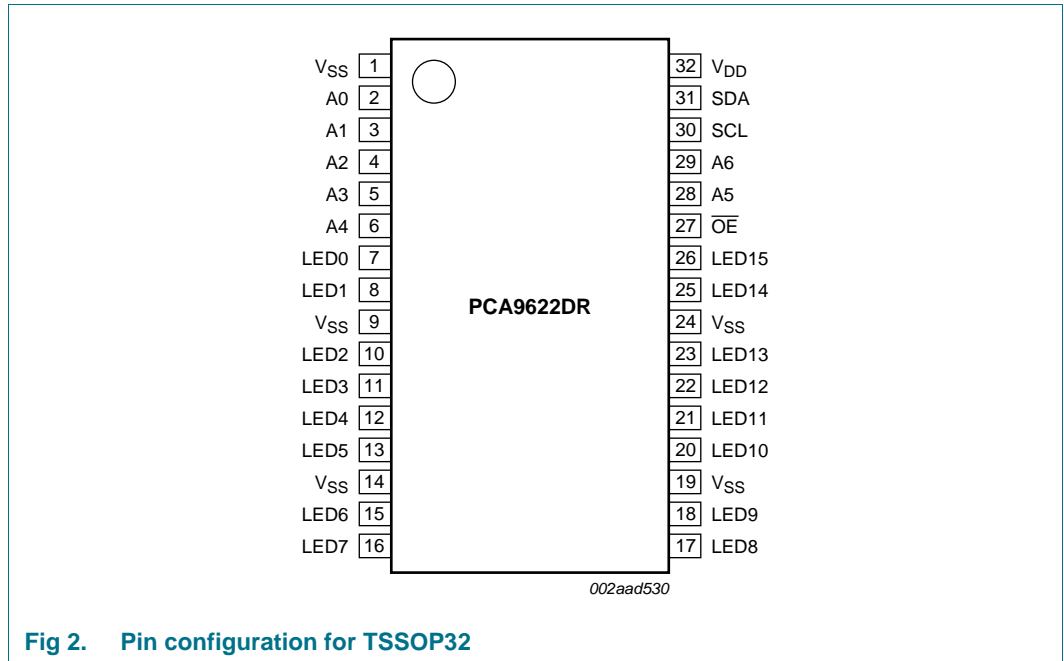 VSS 1
A0 2
A1 3
A2 4
A3 5
A4 6
LED0 7
LED1 8
VSS 9
LED2 10
LED3 11
LED4 12
LED5 13
VSS 14
LED6 15
LED7 16
PCA9622DR
32 VDD
31 SDA
30 SCL
29 A6
28 A5
27 O̅E̅
26 LED15
25 LED14
24 VSS
23 LED13
22 LED12
21 LED11
20 LED10
19 VSS
18 LED9
17 LED8
002aad530
Fig 2. Pin configuration for TSSOP32